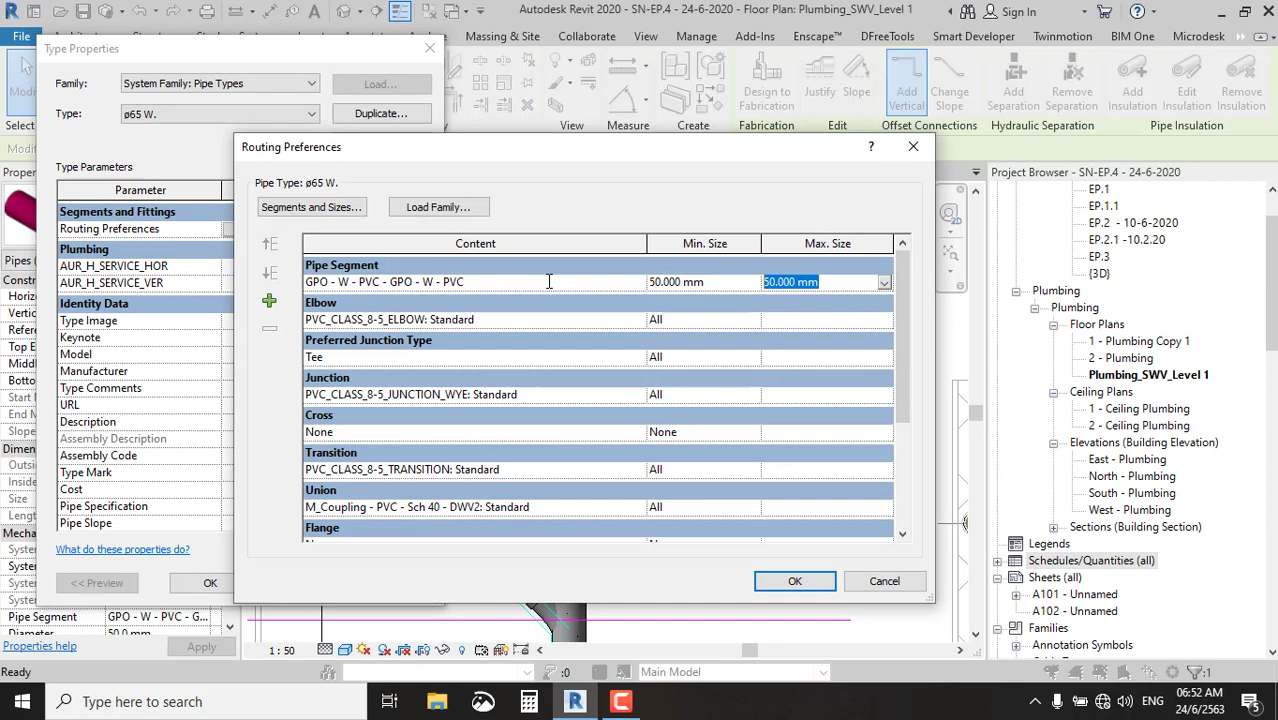 Autodesk Revit 2020 - SN-EP.4 - 24-6-2020 - Floor Plan: Plumbing_SWV_Level 1
Sign In
File
Massing & Site
Collaborate
View
Manage
Add-Ins
Enscape™
DFreeTools
Smart Developer
Twinmotion
BIM One
Microdesk
Type Properties
Family:
System Family: Pipe Types
Load...
Type:
ø65 W.
Duplicate...
Design to
Fabrication
Justify
Slope
Add
Vertical
Change
Slope
Add
Separation
Remove
Separation
Add
Insulation
Edit
Insulation
Remove
Insulation
Select
View
Measure
Create
Fabrication
Edit
Offset Connections
Hydraulic Separation
Pipe Insulation
Type Parameters
Parameter
Segments and Fittings
Routing Preferences
Plumbing
AUR_H_SERVICE_HOR
AUR_H_SERVICE_VER
Identity Data
Type Image
Keynote
Model
Manufacturer
Type Comments
URL
Description
Assembly Description
Assembly Code
Type Mark
Cost
Pipe Specification
Pipe Slope
What do these properties do?
<< Preview
OK
Pipe Segment
GPO - W - PVC - G...
Diameter
50.0 mm
Properties help
Apply
Routing Preferences
Pipe Type: ø65 W.
Segments and Sizes...
Load Family...
Content
Min. Size
Max. Size
Pipe Segment
GPO - W - PVC - GPO - W - PVC
50.000 mm
50.000 mm
Elbow
PVC_CLASS_8-5_ELBOW: Standard
All
Preferred Junction Type
Tee
All
Junction
PVC_CLASS_8-5_JUNCTION_WYE: Standard
All
Cross
None
None
Transition
PVC_CLASS_8-5_TRANSITION: Standard
All
Union
M_Coupling - PVC - Sch 40 - DWV2: Standard
All
Flange
OK
Cancel
Project Browser - SN-EP.4 - 24-6-2020
EP.1
EP.1.1
EP.2 - 10-6-2020
EP.2.1 -10.2.20
EP.3
{3D}
Plumbing
Plumbing
Floor Plans
1 - Plumbing Copy 1
2 - Plumbing
Plumbing_SWV_Level 1
Ceiling Plans
1 - Ceiling Plumbing
2 - Ceiling Plumbing
Elevations (Building Elevation)
East - Plumbing
North - Plumbing
South - Plumbing
West - Plumbing
Sections (Building Section)
Legends
Schedules/Quantities (all)
Sheets (all)
A101 - Unnamed
A102 - Unnamed
Families
Annotation Symbols
1 : 50
Ready
:0
Main Model
:1
Type here to search
ENG
06:52 AM
24/6/2563
5